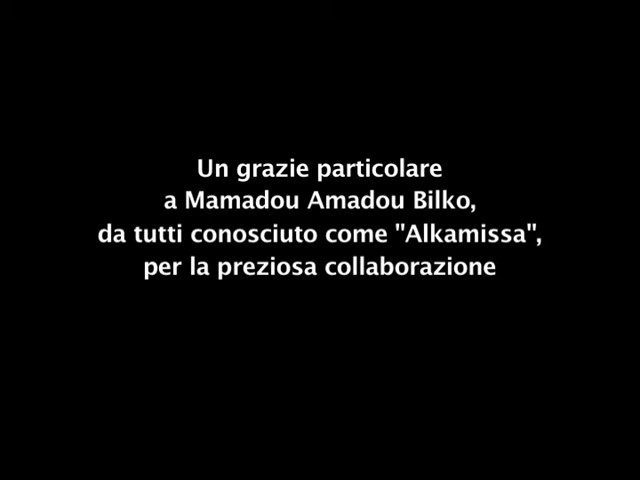 Un grazie particolare
a Mamadou Amadou Bilko,
da tutti conosciuto come "Alkamissa",
per la preziosa collaborazione